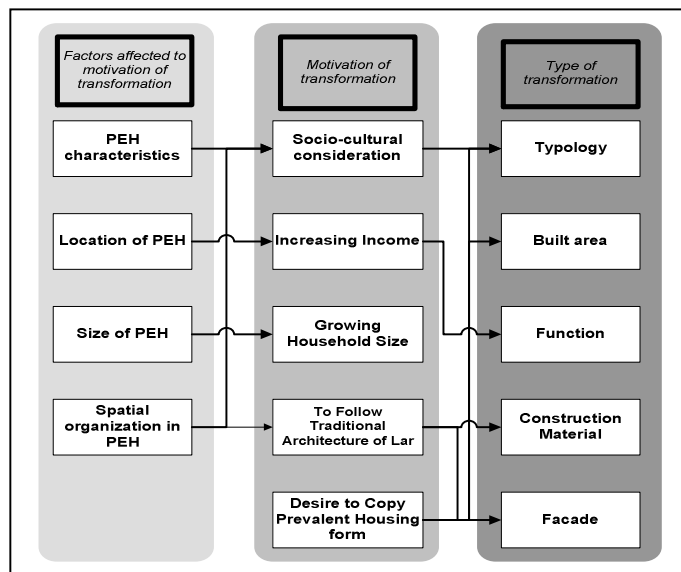 Factors affected to
motivation of
transformation
PEH
characteristics
Location of PEH
Size of PEH
Spatial
organization in
PEH
Motivation of
transformation
Socio-cultural
consideration
Increasing Income
Growing
Household Size
To Follow
Traditional
Architecture of Lar
Desire to Copy
Prevalent Housing
form
Type of
transformation
Typology
Built area
Function
Construction
Material
Facade